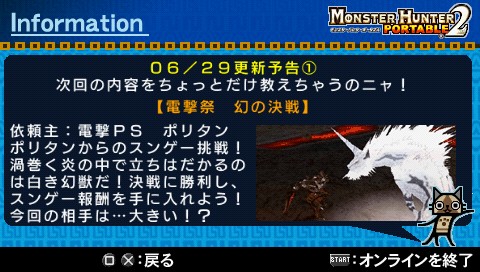 Information
MONSTER HUNTER
PORTABLE 2
０６／２９更新予告①
次回の内容をちょっとだけ教えちゃうのニャ！
【電撃祭　幻の決戦】
依頼主：電撃ＰＳ　ポリタン
ポリタンからのスンゲー挑戦！
渦巻く炎の中で立ちはだかるの
は白き幻獣だ！決戦に勝利し、
スンゲー報酬を手に入れよう！
今回の相手は…大きい！？
□×:戻る
START:オンラインを終了